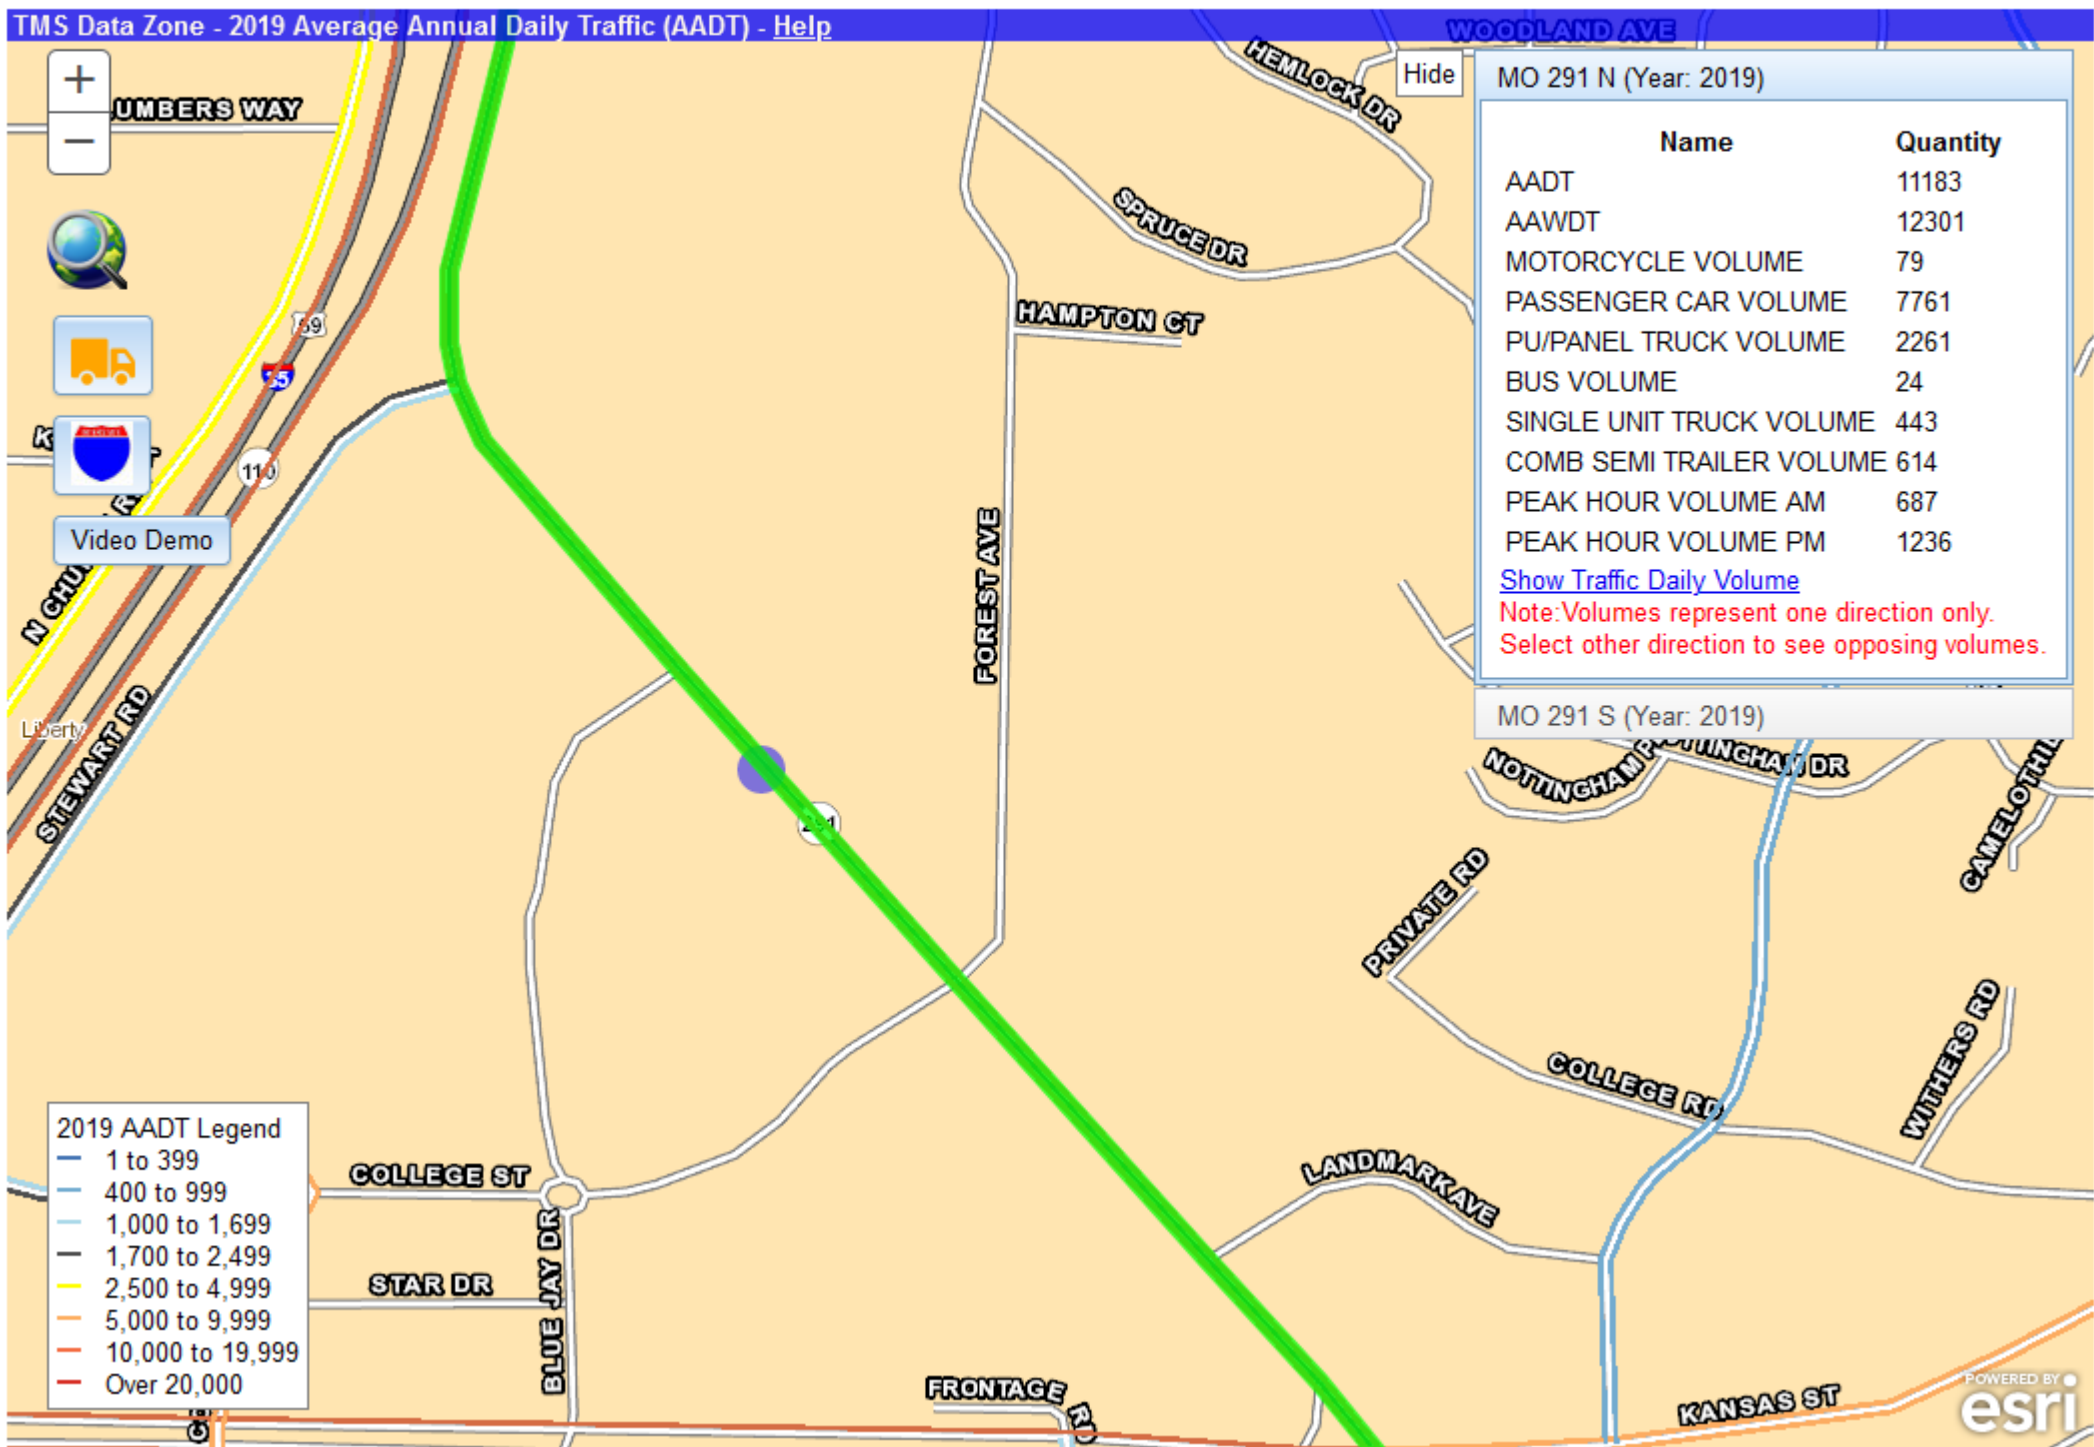 TMS Data Zone - 2019 Average Annual Daily Traffic (AADT) - Help
WOODLAND AVE
HEMLOCK DR
Hide
MO 291 N (Year: 2019)
+
UMBERS WAY
−
Name Quantity
AADT 11183
AAWDT 12301
MOTORCYCLE VOLUME 79
PASSENGER CAR VOLUME 7761
PU/PANEL TRUCK VOLUME 2261
BUS VOLUME 24
SINGLE UNIT TRUCK VOLUME 443
COMB SEMI TRAILER VOLUME 614
PEAK HOUR VOLUME AM 687
PEAK HOUR VOLUME PM 1236
Show Traffic Daily Volume
Note:Volumes represent one direction only.
Select other direction to see opposing volumes.
MO 291 S (Year: 2019)
SPRUCE DR
HAMPTON CT
69
35
110
Video Demo
N CHU
FOREST AVE
STEWART RD
Liberty
291
NOTTINGHAM P
OTTINGHAM DR
CAMELOTHIL
PRIVATE RD
COLLEGE RD
WITHERS RD
LANDMARK AVE
2019 AADT Legend
1 to 399
400 to 999
1,000 to 1,699
1,700 to 2,499
2,500 to 4,999
5,000 to 9,999
10,000 to 19,999
Over 20,000
COLLEGE ST
STAR DR
BLUE JAY DR
FRONTAGE RD
KANSAS ST
POWERED BY
esri